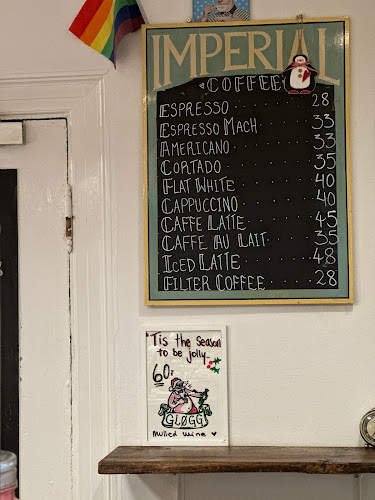 IMPERIAL
COFFEE
ESPRESSO 28
ESPRESSO MACH 33
AMERICANO 33
CORTADO 35
FLAT WHITE 40
CAPPUCCINO 40
CAFFE LATTE 45
CAFFE AU LAIT 35
ICED LATTE 48
FILTER COFFEE 28
'Tis the season
to be jolly
60:
GLØGG
Mulled wine